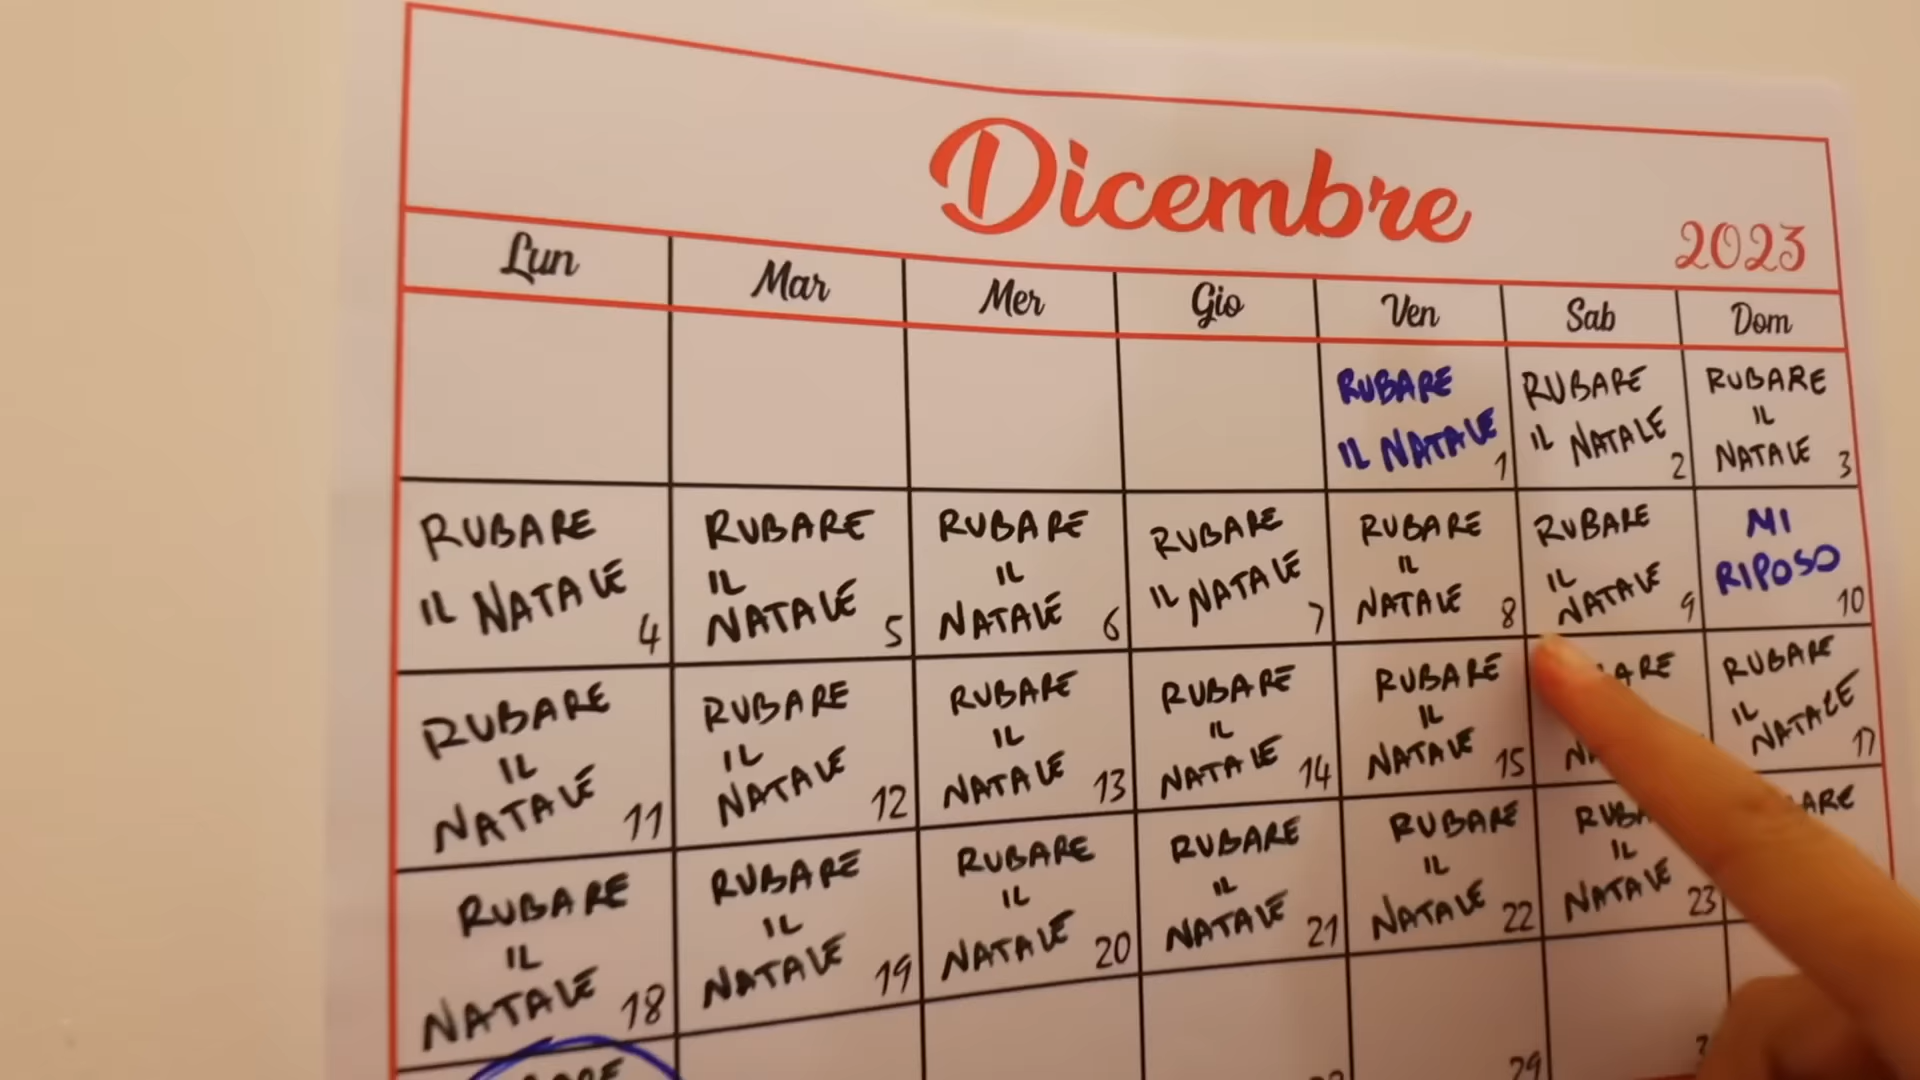 Dicembre
2023
Lun Mar Mer Gio Ven Sab Dom
RUBARE
IL NATALE
1
RUBARE
IL NATALE
2
RUBARE
IL
NATALE
3
RUBARE
IL NATALE
4
RUBARE
IL
NATALE
5
RUBARE
IL
NATALE
6
RUBARE
IL NATALE
7
RUBARE
IL
NATALE
8
RUBARE
IL
NATALE
9
MI
RIPOSO
10
RUBARE
IL
NATALE
11
RUBARE
IL
NATALE
12
RUBARE
IL
NATALE
13
RUBARE
IL
NATALE
14
RUBARE
IL
NATALE
15
RUBARE
IL
NATALE
17
RUBARE
IL
NATALE
18
RUBARE
IL
NATALE
19
RUBARE
IL
NATALE
20
RUBARE
IL
NATALE
21
RUBARE
IL
NATALE
22
IL
NATALE
23
29